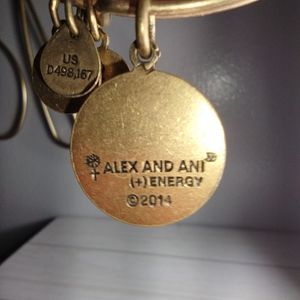 US
D498,167
ALEX AND ANI
(+) ENERGY
©2014